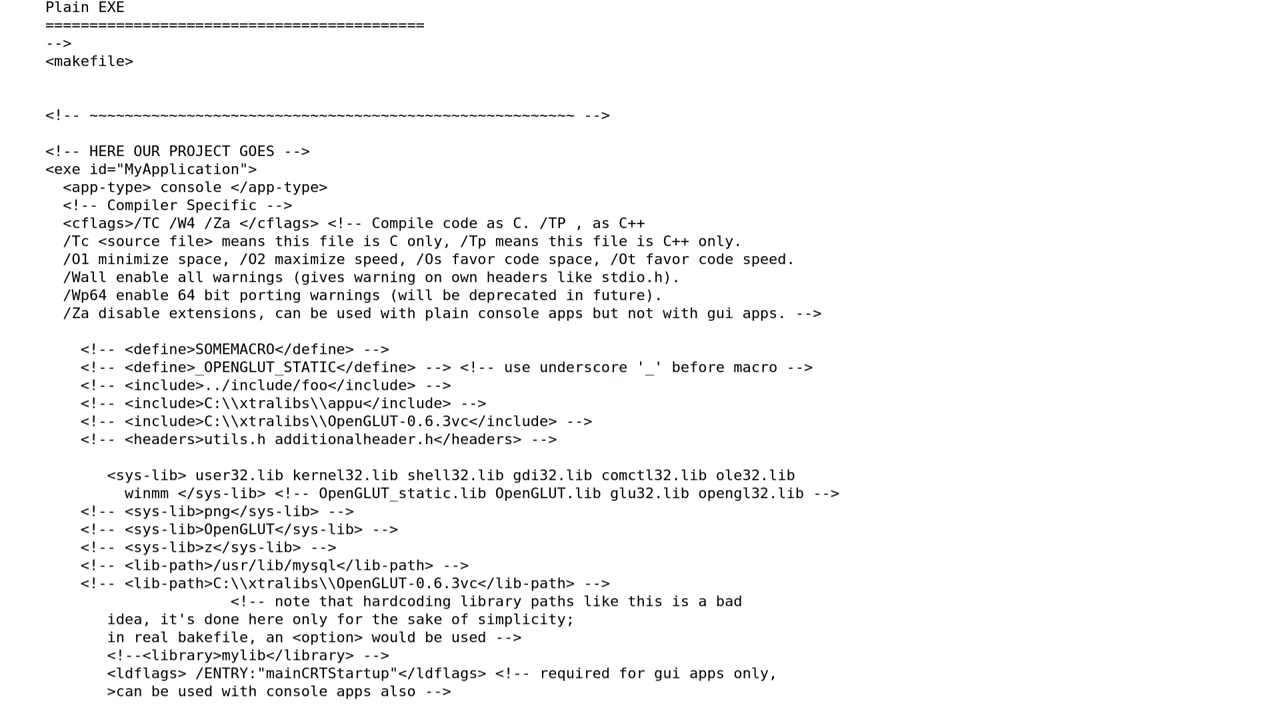 Plain EXE
===========================================
-->
<makefile>
<!-- ~~~~~~~~~~~~~~~~~~~~~~~~~~~~~~~~~~~~~~~~~~~~~~~~~~~~~~~ -->
<!-- HERE OUR PROJECT GOES -->
<exe id="MyApplication">
<app-type> console </app-type>
<!-- Compiler Specific -->
<cflags>/TC /W4 /Za </cflags> <!-- Compile code as C. /TP , as C++
/Tc <source file> means this file is C only, /Tp means this file is C++ only.
/O1 minimize space, /O2 maximize speed, /Os favor code space, /Ot favor code speed.
/Wall enable all warnings (gives warning on own headers like stdio.h).
/Wp64 enable 64 bit porting warnings (will be deprecated in future).
/Za disable extensions, can be used with plain console apps but not with gui apps. -->
<!-- <define>SOMEMACRO</define> -->
<!-- <define>_OPENGLUT_STATIC</define> --> <!-- use underscore '_' before macro -->
<!-- <include>../include/foo</include> -->
<!-- <include>C:\\xtralibs\\appu</include> -->
<!-- <include>C:\\xtralibs\\OpenGLUT-0.6.3vc</include> -->
<!-- <headers>utils.h additionalheader.h</headers> -->
<sys-lib> user32.lib kernel32.lib shell32.lib gdi32.lib comctl32.lib ole32.lib
winmm </sys-lib> <!-- OpenGLUT_static.lib OpenGLUT.lib glu32.lib opengl32.lib -->
<!-- <sys-lib>png</sys-lib> -->
<!-- <sys-lib>OpenGLUT</sys-lib> -->
<!-- <sys-lib>z</sys-lib> -->
<!-- <lib-path>/usr/lib/mysql</lib-path> -->
<!-- <lib-path>C:\\xtralibs\\OpenGLUT-0.6.3vc</lib-path> -->
<!-- note that hardcoding library paths like this is a bad
idea, it's done here only for the sake of simplicity;
in real bakefile, an <option> would be used -->
<!--<library>mylib</library> -->
<ldflags> /ENTRY:"mainCRTStartup"</ldflags> <!-- required for gui apps only,
>can be used with console apps also -->